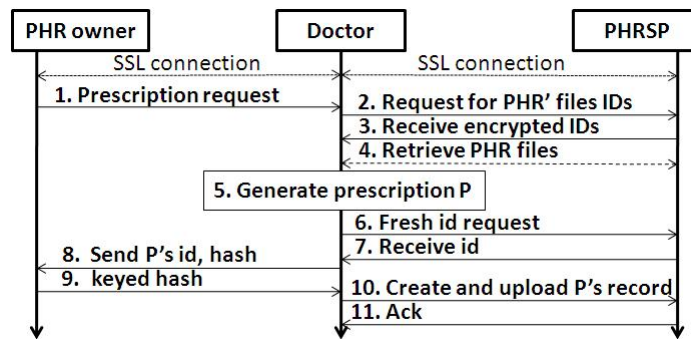 PHR owner
Doctor
PHRSP
SSL connection
SSL connection
1. Prescription request
2. Request for PHR' files IDs
3. Receive encrypted IDs
4. Retrieve PHR files
5. Generate prescription P
6. Fresh id request
7. Receive id
8. Send P's id, hash
9. keyed hash
10. Create and upload P's record
11. Ack